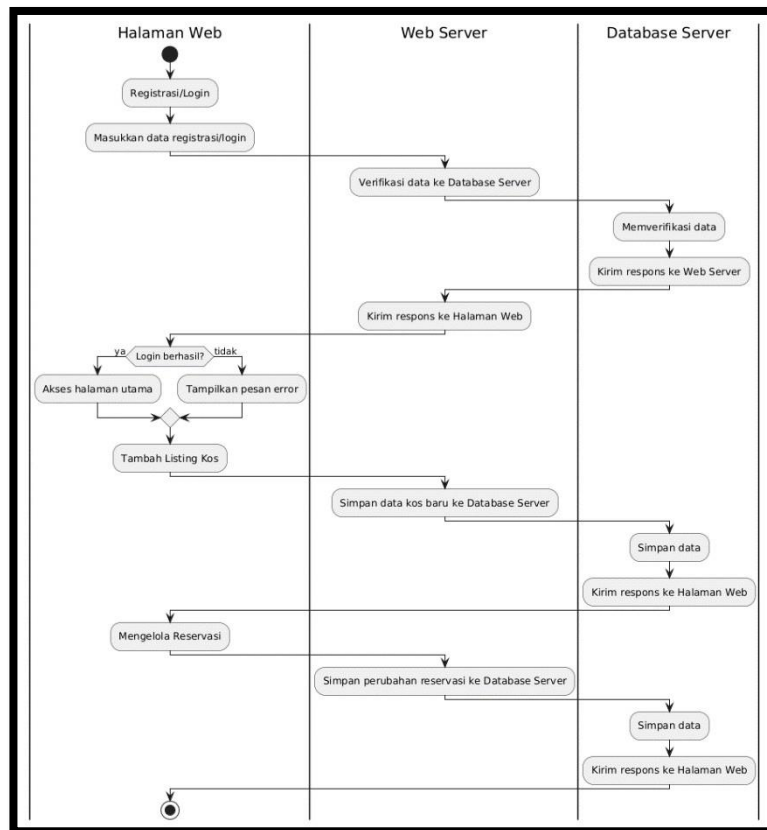 Halaman Web
Web Server
Database Server
Registrasi/Login
Masukkan data registrasi/login
Verifikasi data ke Database Server
Memverifikasi data
Kirim respons ke Web Server
Kirim respons ke Halaman Web
ya
Login berhasil?
tidak
Akses halaman utama
Tampilkan pesan error
Tambah Listing Kos
Simpan data kos baru ke Database Server
Simpan data
Kirim respons ke Halaman Web
Mengelola Reservasi
Simpan perubahan reservasi ke Database Server
Simpan data
Kirim respons ke Halaman Web